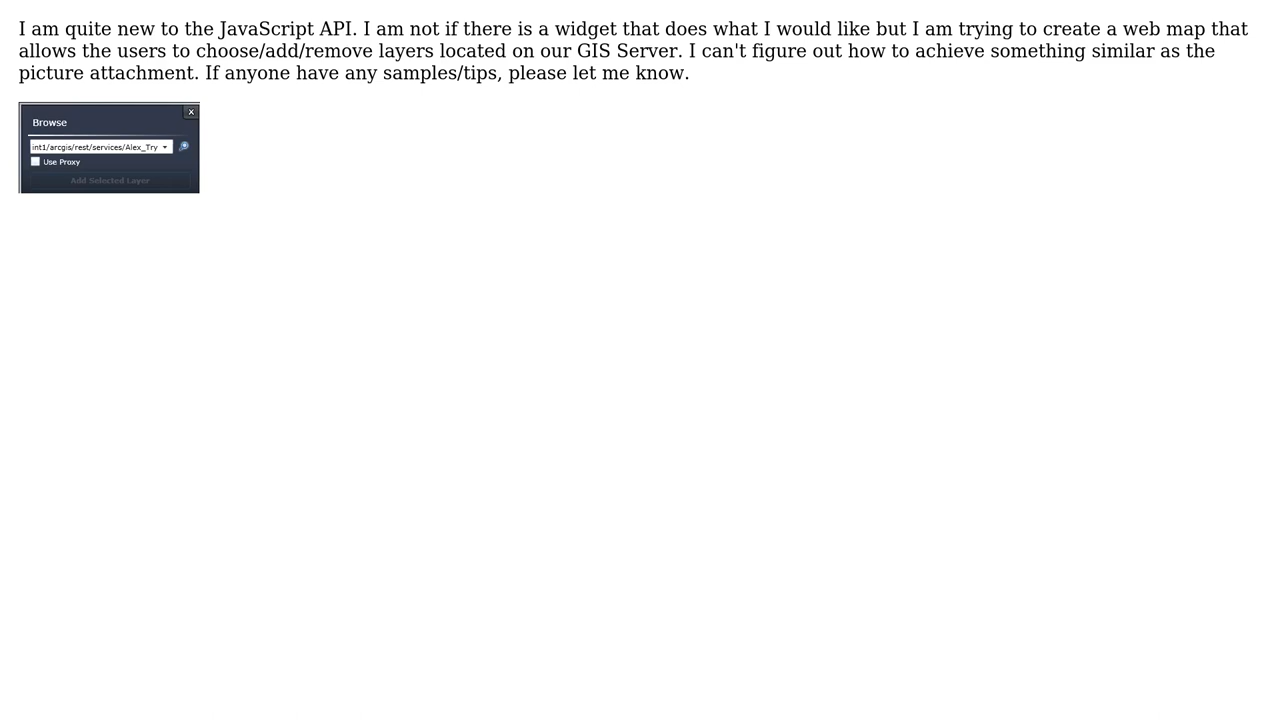 I am quite new to the JavaScript API. I am not if there is a widget that does what I would like but I am trying to create a web map that
allows the users to choose/add/remove layers located on our GIS Server. I can't figure out how to achieve something similar as the
picture attachment. If anyone have any samples/tips, please let me know.
Browse
int1/arcgis/rest/services/Alex_Try
Use Proxy
Add Selected Layer